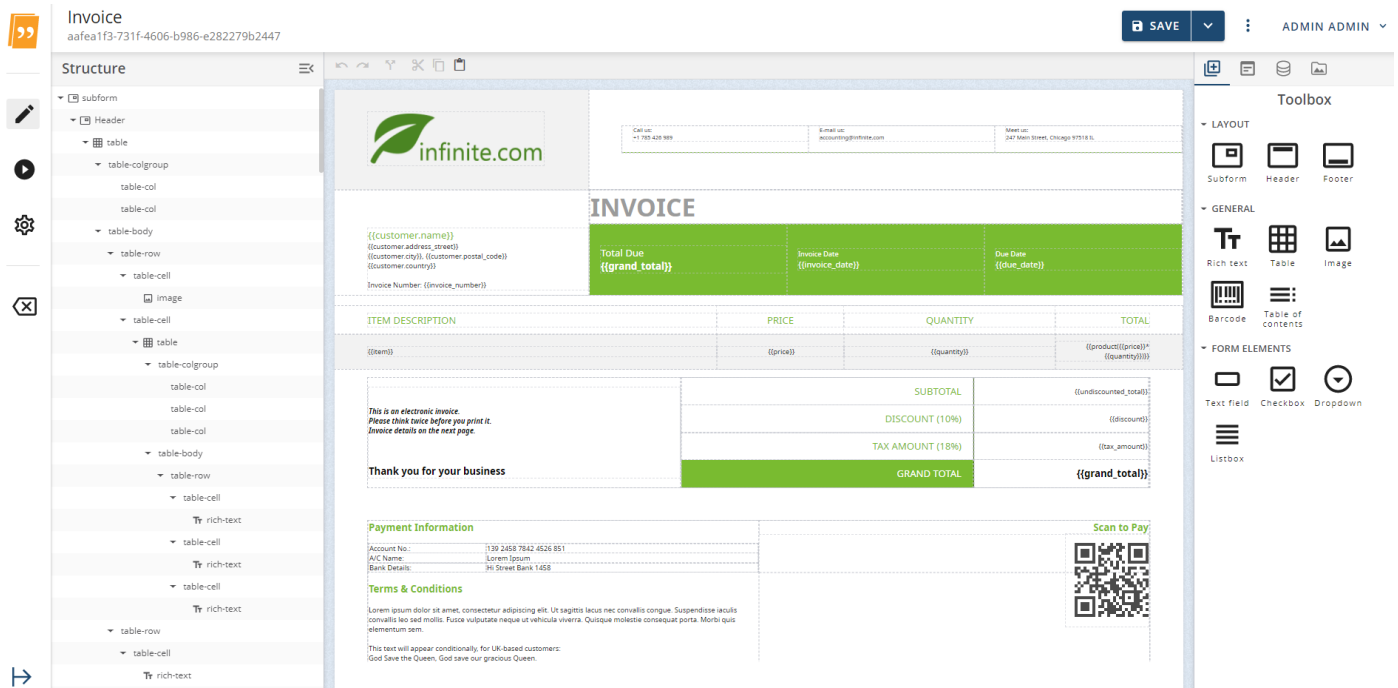 Invoice
aafea1f3-731f-4606-b986-e282279b2447
SAVE
ADMIN ADMIN
Structure
subform
Header
table
table-colgroup
table-col
table-col
table-body
table-row
table-cell
image
table-cell
table
table-colgroup
table-col
table-col
table-col
table-body
table-row
table-cell
rich-text
table-cell
rich-text
table-cell
rich-text
table-row
table-cell
rich-text
infinite.com
Call us:
+1 785 426 989
E-mail us:
accounting@infinite.com
Meet us:
247 Main Street, Chicago 97518 IL
INVOICE
{{customer.name}}
{{customer.address_street}}
{{customer.city}}, {{customer.postal_code}}
{{customer.country}}
Invoice Number: {{invoice_number}}
Total Due
{{grand_total}}
Invoice Date
{{invoice_date}}
Due Date
{{due_date}}
ITEM DESCRIPTION PRICE QUANTITY TOTAL
{{item}} {{price}} {{quantity}} {{product({{price}}*
{{quantity}})}}
This is an electronic invoice.
Please think twice before you print it.
Invoice details on the next page.
Thank you for your business
SUBTOTAL {{undiscounted_total}}
DISCOUNT (10%) {{discount}}
TAX AMOUNT (18%) {{tax_amount}}
GRAND TOTAL {{grand_total}}
Payment Information
Account No.: 139 2458 7842 4526 851
A/C Name: Lorem Ipsum
Bank Details: Hi Street Bank 1458
Scan to Pay
Terms & Conditions
Lorem ipsum dolor sit amet, consectetur adipiscing elit. Ut sagittis lacus nec convallis congue. Suspendisse iaculis
convallis leo sed mollis. Fusce vulputate neque ut vehicula viverra. Quisque molestie consequat porta. Morbi quis
elementum sem.
This text will appear conditionally, for UK-based customers:
God Save the Queen, God save our gracious Queen.
Toolbox
LAYOUT
Subform Header Footer
GENERAL
Rich text Table Image
Barcode Table of
contents
FORM ELEMENTS
Text field Checkbox Dropdown
Listbox